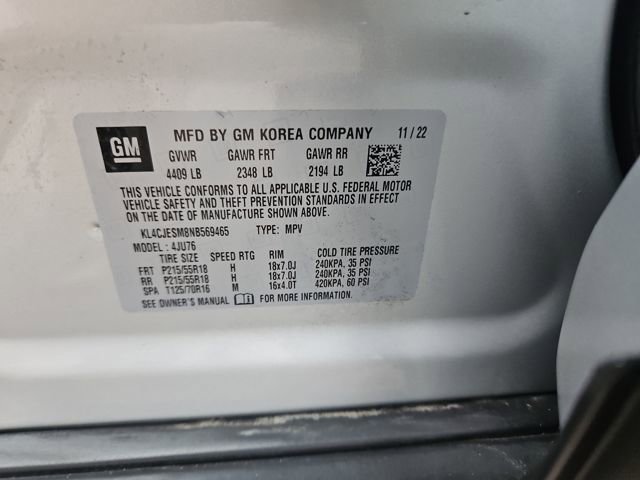 GM MFD BY GM KOREA COMPANY 11/22
GVWR GAWR FRT GAWR RR
4409 LB 2348 LB 2194 LB
THIS VEHICLE CONFORMS TO ALL APPLICABLE U.S. FEDERAL MOTOR
VEHICLE SAFETY AND THEFT PREVENTION STANDARDS IN EFFECT
ON THE DATE OF MANUFACTURE SHOWN ABOVE.
KL4CJESM8NB569465 TYPE: MPV
MODEL: 4JU76
TIRE SIZE SPEED RTG RIM COLD TIRE PRESSURE
FRT P215/55R18 H 18x7.0J 240KPA, 35 PSI
RR P215/55R18 H 18x7.0J 240KPA, 35 PSI
SPA T125/70R16 M 16x4.0T 420KPA, 60 PSI
SEE OWNER'S MANUAL FOR MORE INFORMATION.